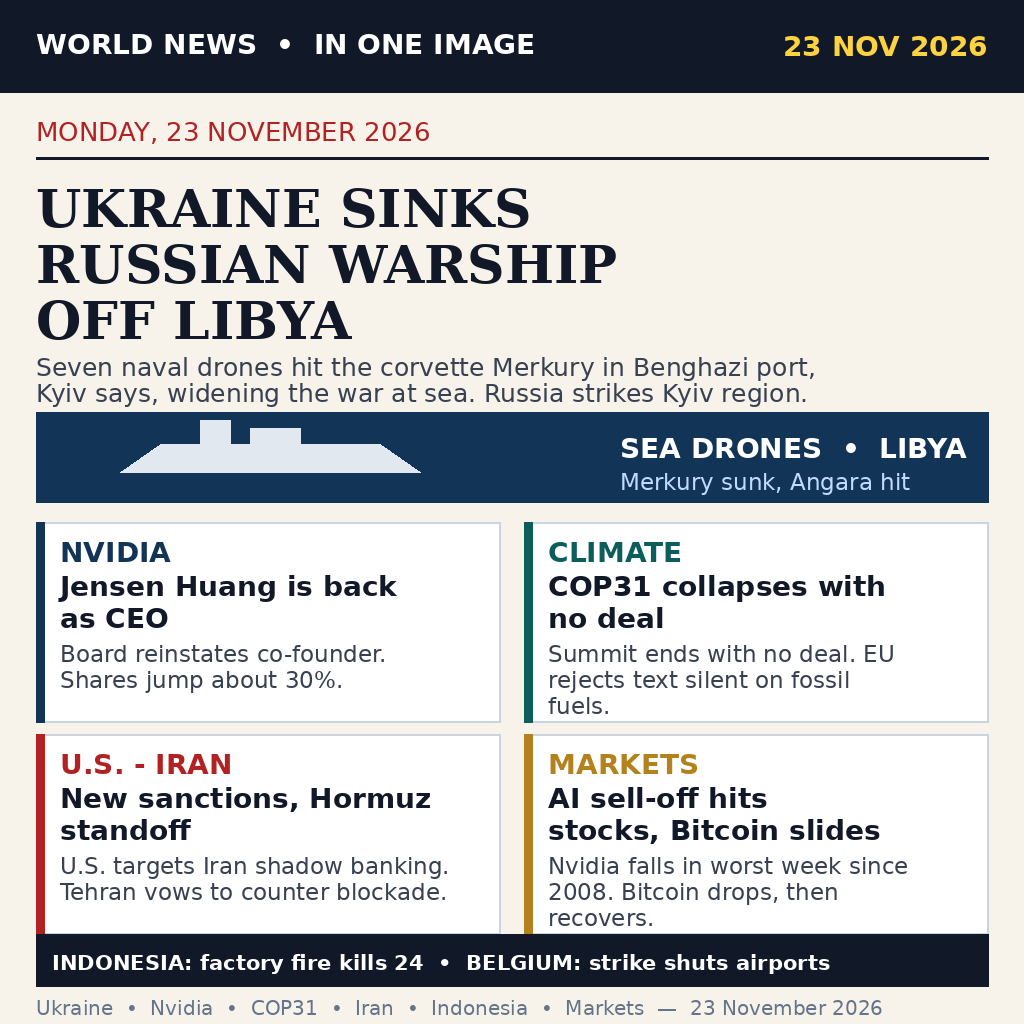 WORLD NEWS • IN ONE IMAGE
23 NOV 2026
MONDAY, 23 NOVEMBER 2026
UKRAINE SINKS
RUSSIAN WARSHIP
OFF LIBYA
Seven naval drones hit the corvette Merkury in Benghazi port,
Kyiv says, widening the war at sea. Russia strikes Kyiv region.
SEA DRONES • LIBYA
Merkury sunk, Angara hit
NVIDIA
Jensen Huang is back
as CEO
Board reinstates co-founder.
Shares jump about 30%.
CLIMATE
COP31 collapses with
no deal
Summit ends with no deal. EU
rejects text silent on fossil
fuels.
U.S. - IRAN
New sanctions, Hormuz
standoff
U.S. targets Iran shadow banking.
Tehran vows to counter blockade.
MARKETS
AI sell-off hits
stocks, Bitcoin slides
Nvidia falls in worst week since
2008. Bitcoin drops, then
recovers.
INDONESIA: factory fire kills 24 • BELGIUM: strike shuts airports
Ukraine • Nvidia • COP31 • Iran • Indonesia • Markets — 23 November 2026